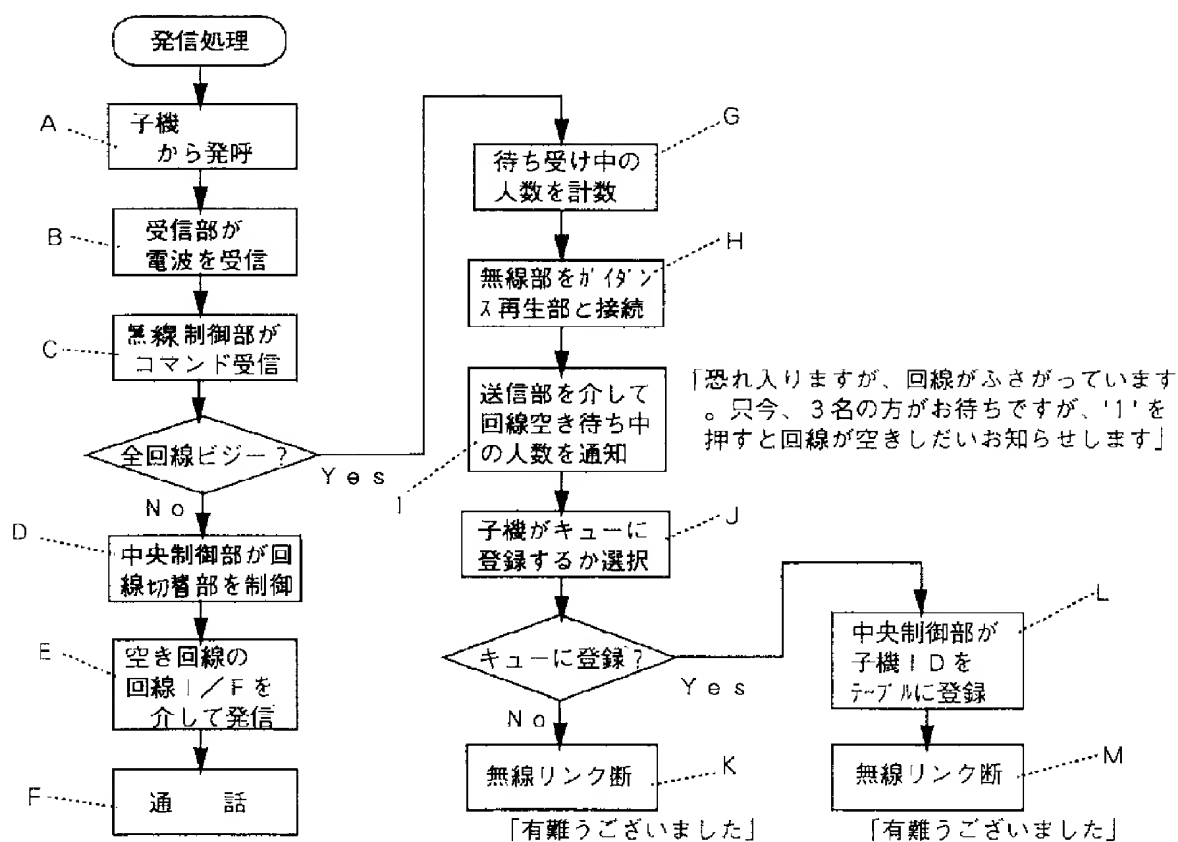 発信処理
A
子機
から発呼
B
受信部が
電波を受信
C
無線制御部が
コマンド受信
全回線ビジー?
Yes
No
D
中央制御部が回
線切替部を制御
E
空き回線の
回線I/Fを
介して発信
F
通 話
G
待ち受け中の
人数を計数
H
無線部をガイダン
ス再生部と接続
I
送信部を介して
回線空き待ち中
の人数を通知
「恐れ入りますが、回線がふさがっています
。只今、3名の方がお待ちですが、'1'を
押すと回線が空きしだいお知らせします」
J
子機がキューに
登録するか選択
キューに登録?
Yes
No
K
無線リンク断
「有難うございました」
L
中央制御部が
子機IDを
テーブルに登録
M
無線リンク断
「有難うございました」